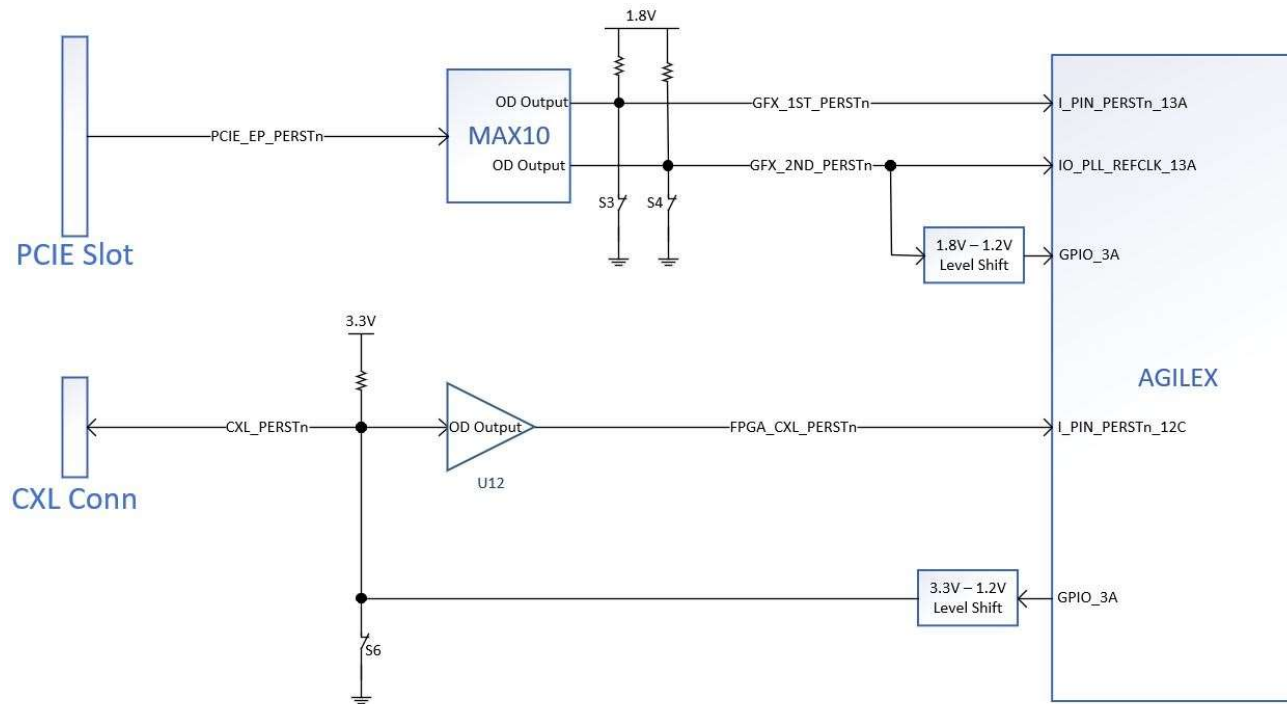 1.8V
OD Output
GFX_1ST_PERSTn
I_PIN_PERSTn_13A
PCIE_EP_PERSTn
MAX10
OD Output
GFX_2ND_PERSTn
IO_PLL_REFCLK_13A
S3
S4
PCIE Slot
1.8V – 1.2V
Level Shift
GPIO_3A
3.3V
AGILEX
CXL_PERSTn
OD Output
FPGA_CXL_PERSTn
I_PIN_PERSTn_12C
U12
CXL Conn
3.3V – 1.2V
Level Shift
GPIO_3A
S6